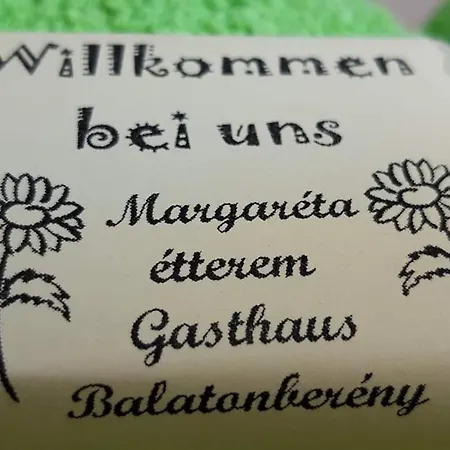 Willkommen
bei uns
Margaréta
étterem
Gasthaus
Balatonberény